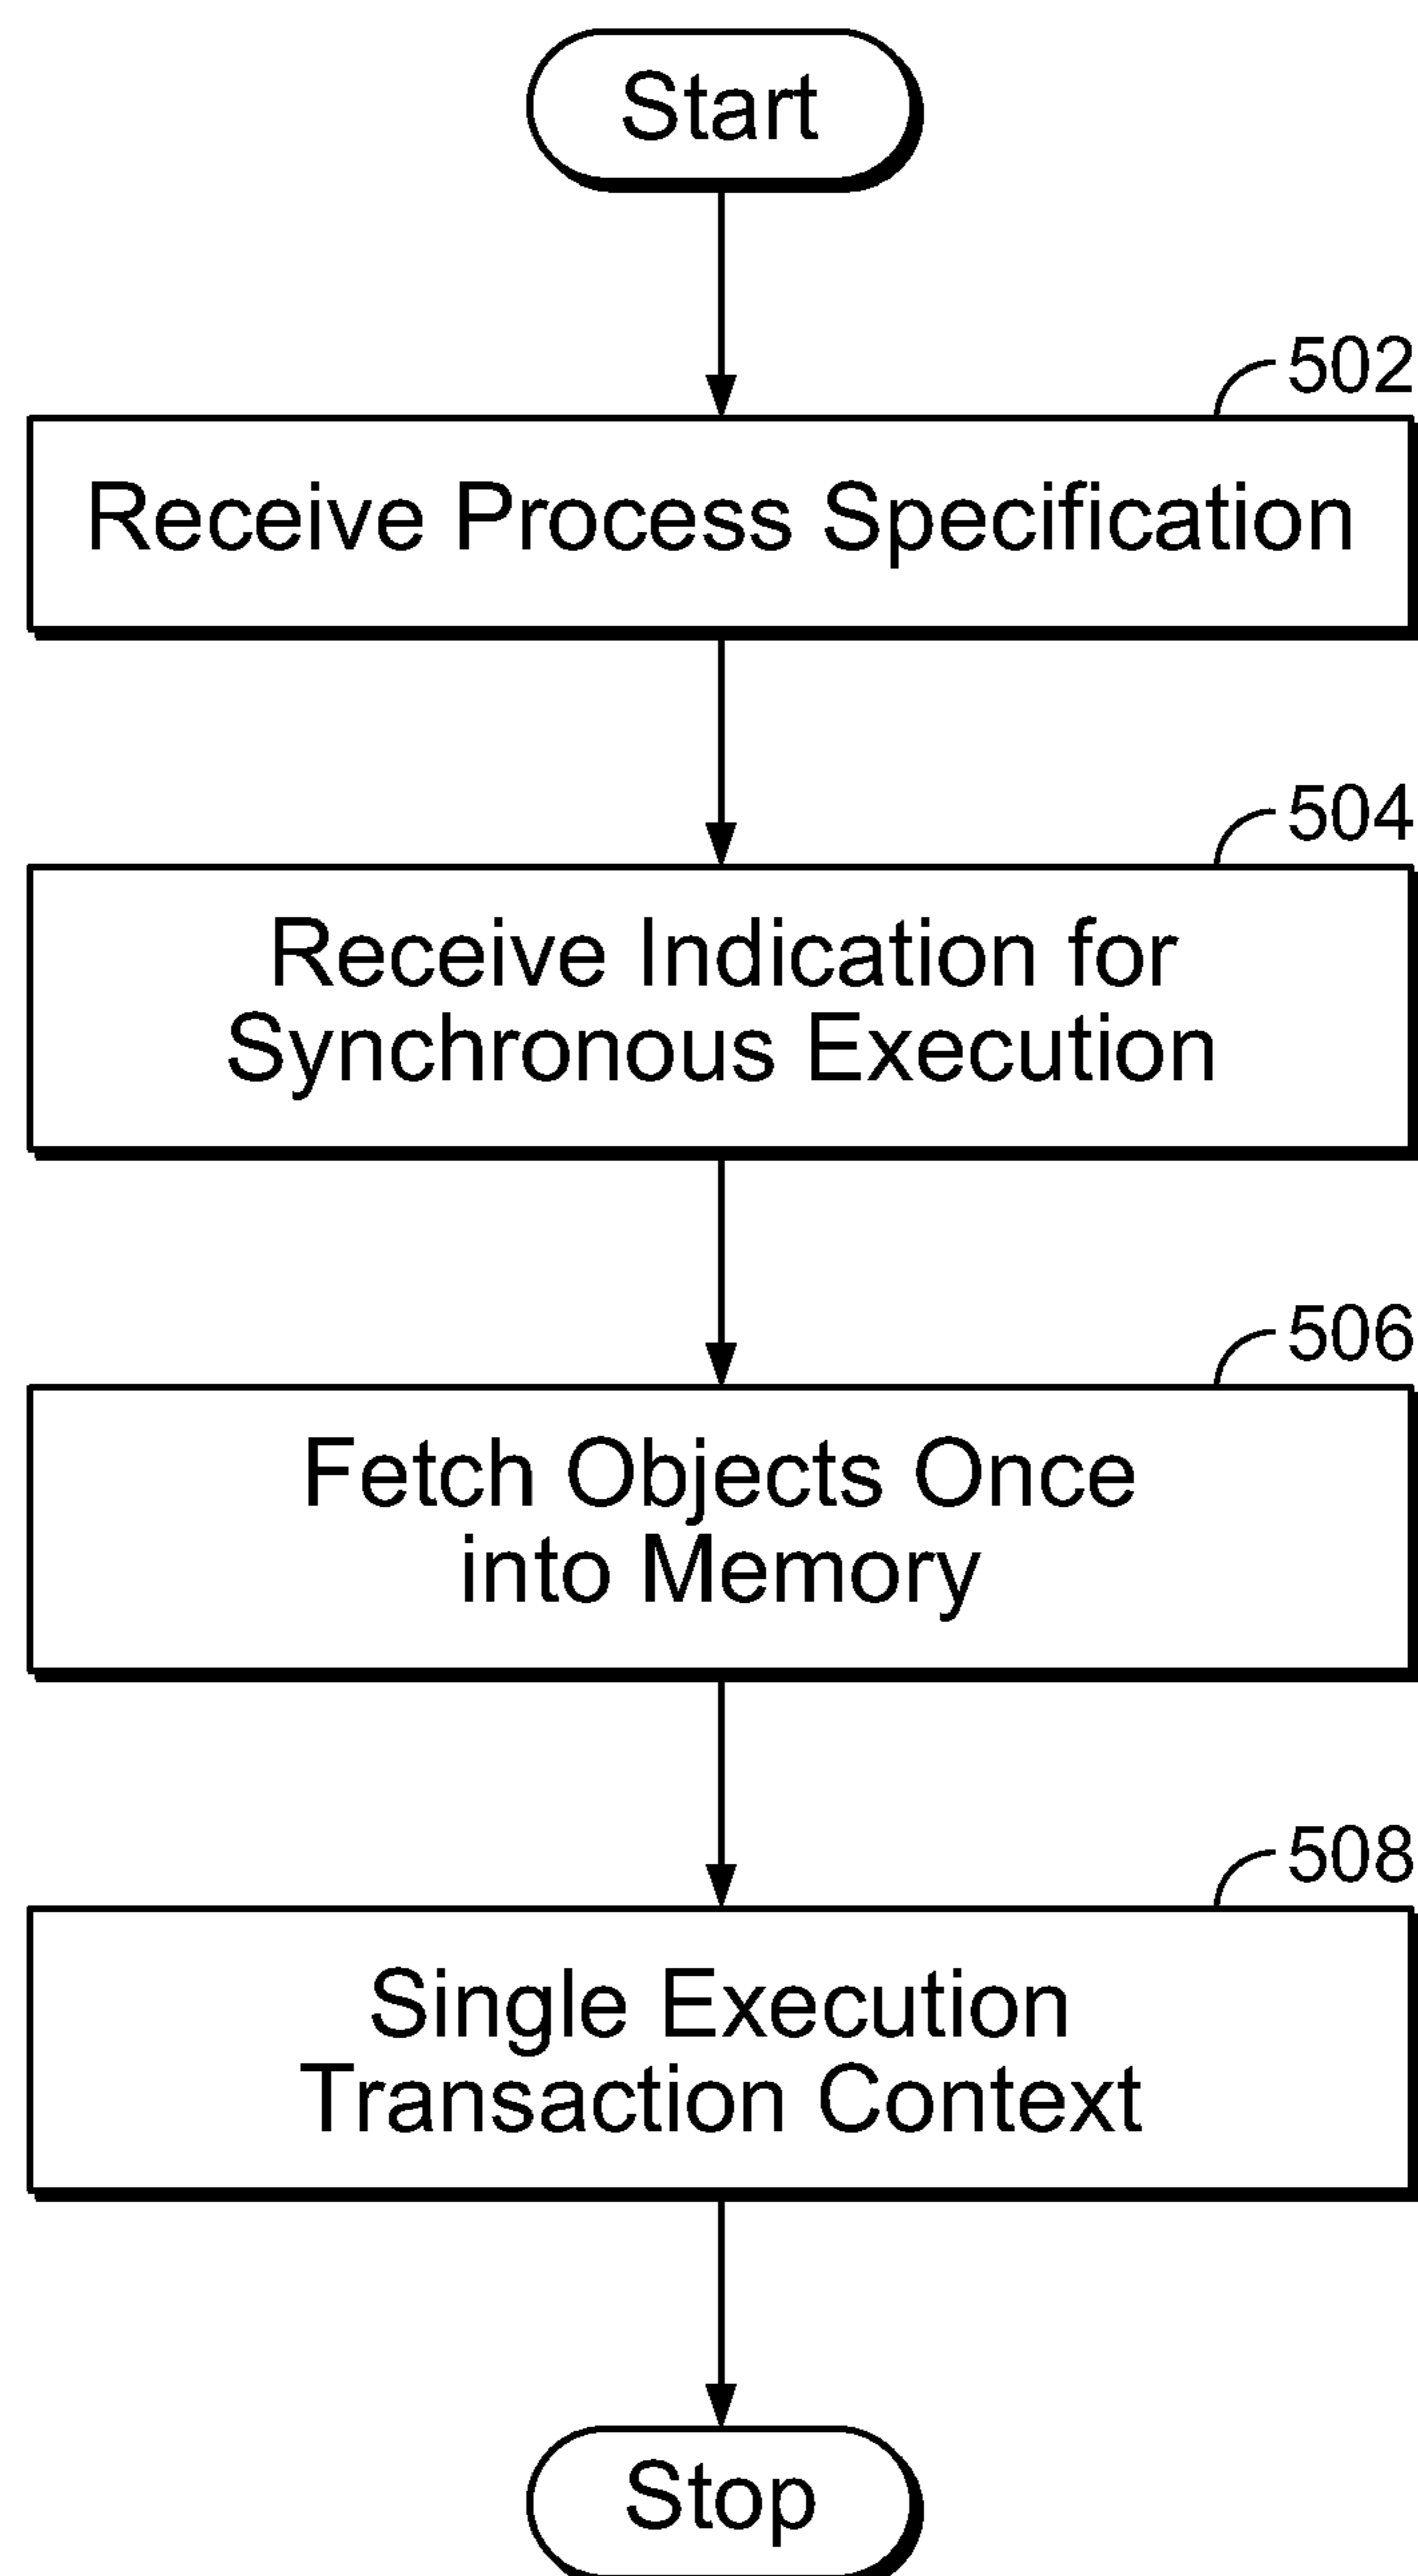 Start
502
Receive Process Specification
504
Receive Indication for
Synchronous Execution
506
Fetch Objects Once
into Memory
508
Single Execution
Transaction Context
Stop